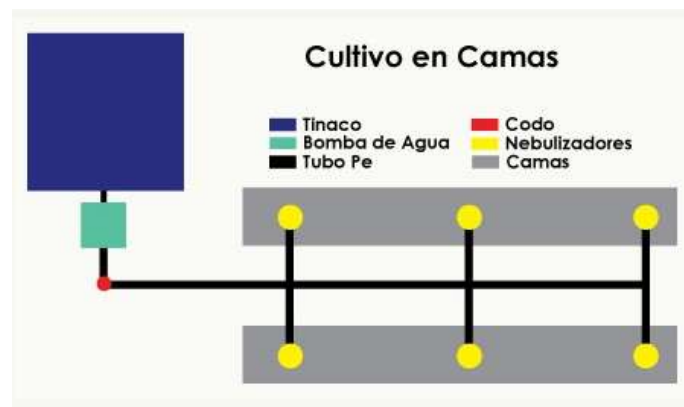 Cultivo en Camas
Tinaco
Bomba de Agua
Tubo Pe
Codo
Nebulizadores
Camas